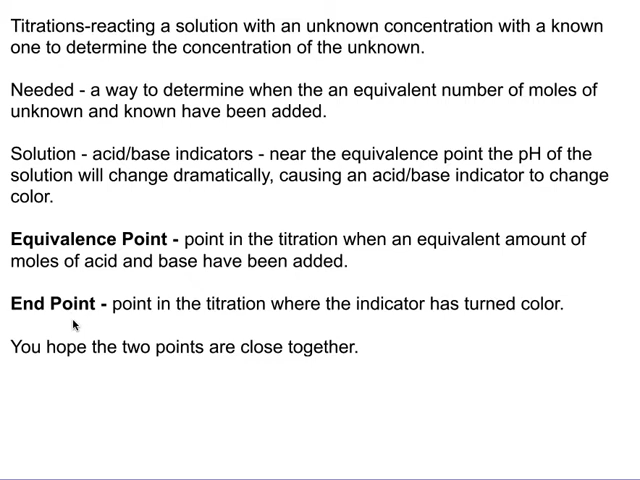 Titrations-reacting a solution with an unknown concentration with a known
one to determine the concentration of the unknown.
Needed - a way to determine when the an equivalent number of moles of
unknown and known have been added.
Solution - acid/base indicators - near the equivalence point the pH of the
solution will change dramatically, causing an acid/base indicator to change
color.
Equivalence Point - point in the titration when an equivalent amount of
moles of acid and base have been added.
End Point - point in the titration where the indicator has turned color.
You hope the two points are close together.